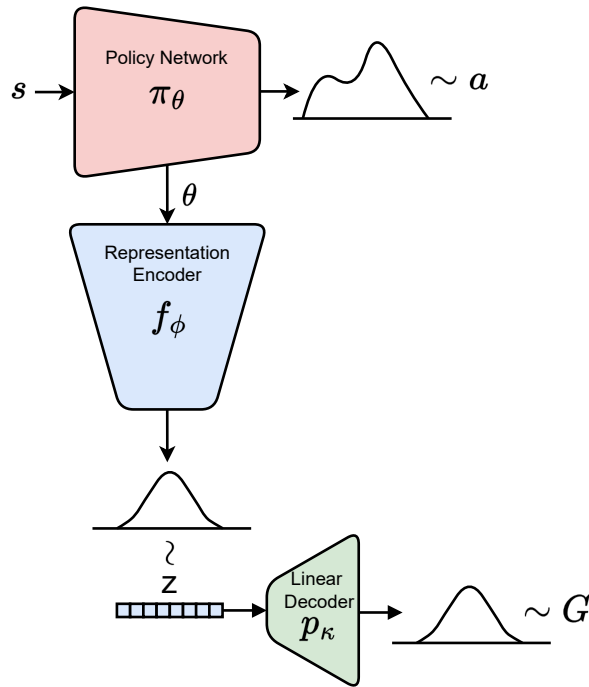 Policy Network
s
π_θ
~ a
θ
Representation
Encoder
f_ϕ
~
z
Linear
Decoder
p_κ
~ G